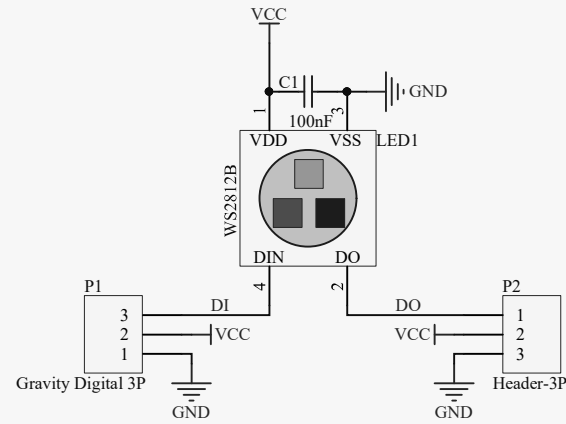 VCC
C1
GND
100nF
1
3
VDD
VSS
LED1
WS2812B
DIN
DO
4
2
P1
DI
DO
P2
3
2
1
VCC
VCC
1
2
3
Gravity Digital 3P
GND
GND
Header-3P